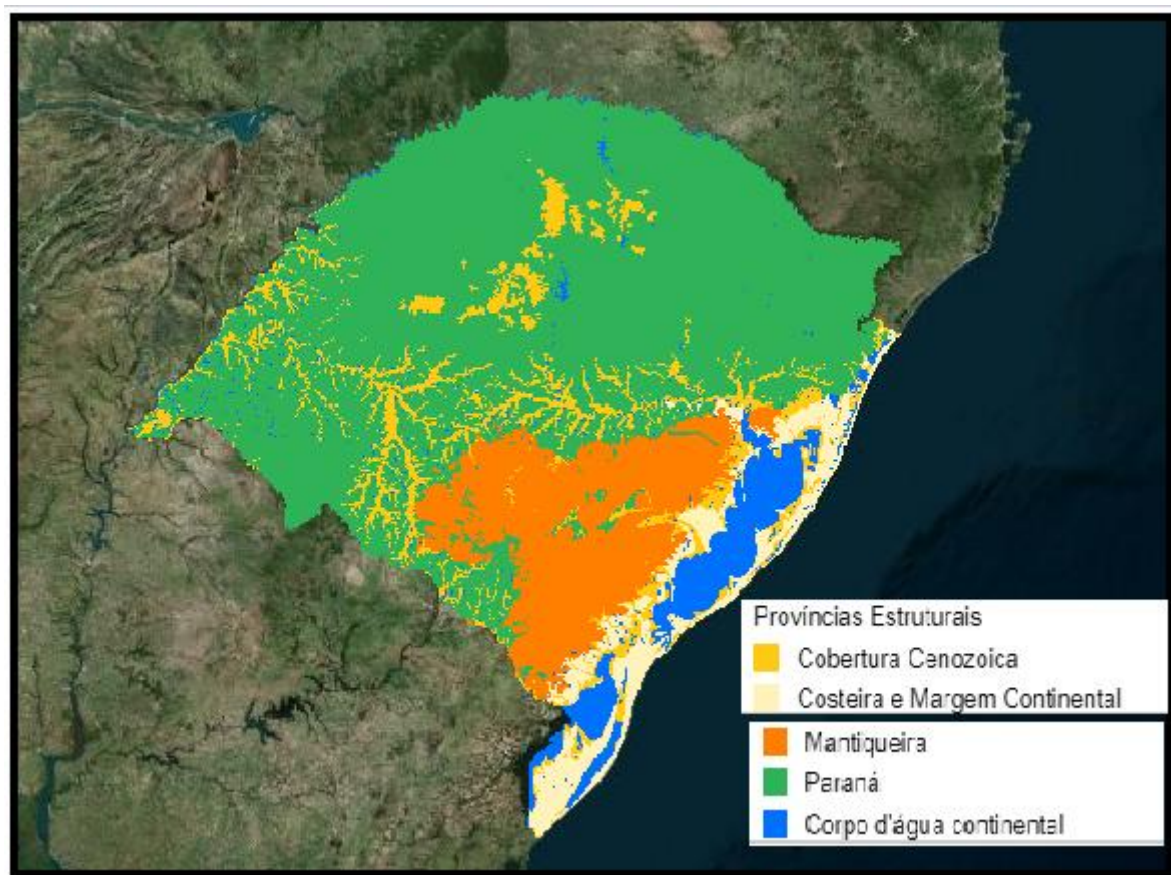 Províncias Estruturais
Cobertura Cenozoica
Costeira e Margem Continental
Mantiqueira
Paraná
Corpo d'água continental